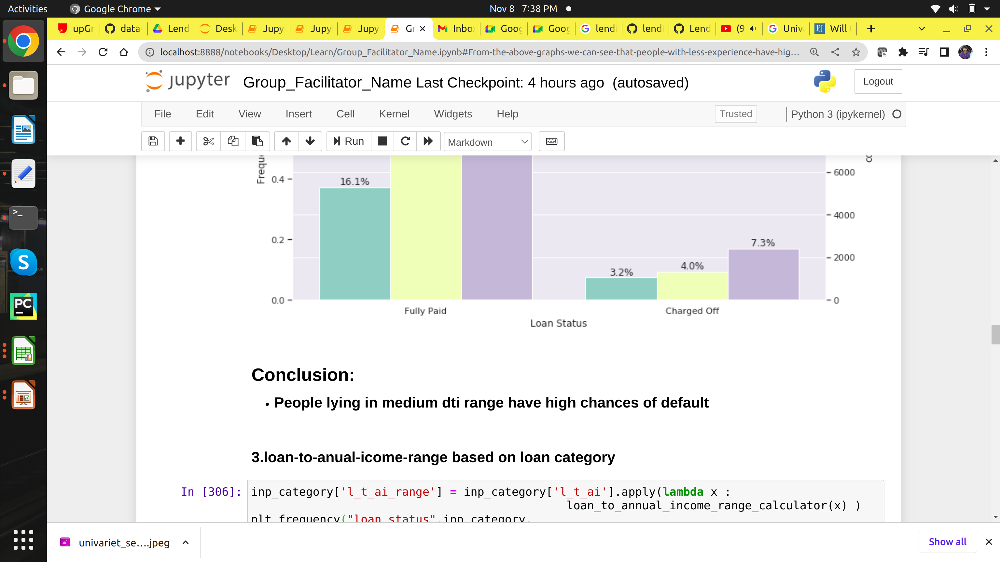 Activities Google Chrome Nov 8 7:38 PM
upGr data- Lend Desk Jupy Jupy Jupy Gr Inbo Goog Goog lendi lendi Lend (9 Univa Will
localhost:8888/notebooks/Desktop/Learn/Group_Facilitator_Name.ipynb#From-the-above-graphs-we-can-see-that-people-with-less-experience-have-hig...
jupyter Group_Facilitator_Name Last Checkpoint: 4 hours ago (autosaved) Logout
File Edit View Insert Cell Kernel Widgets Help Trusted Python 3 (ipykernel)
Run Markdown
Frequ
co
6000
0.4
16.1%
4000
0.2
7.3%
2000
4.0%
3.2%
0.0
0
Fully Paid Charged Off
Loan Status
Conclusion:
• People lying in medium dti range have high chances of default
3.loan-to-anual-icome-range based on loan category
In [306]: inp_category['l_t_ai_range'] = inp_category['l_t_ai'].apply(lambda x :
loan_to_annual_income_range_calculator(x) )
plt_frequency("loan_status",inp_category,
univariet_se....jpeg Show all
S
PC
PJ
>_